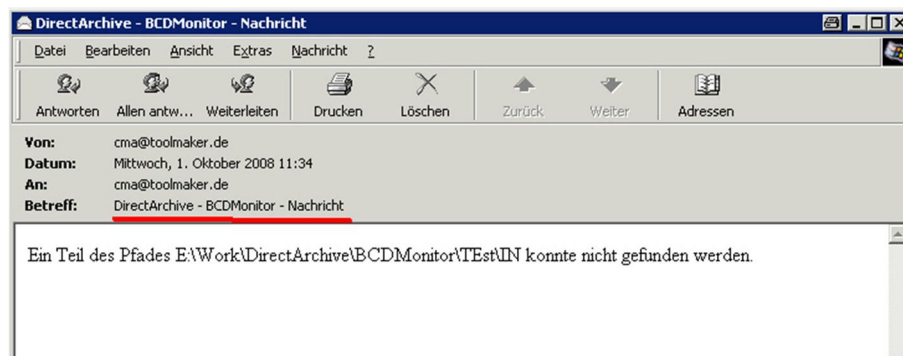 DirectArchive - BCDMonitor - Nachricht
Datei Bearbeiten Ansicht Extras Nachricht ?
Antworten Allen antw... Weiterleiten Drucken Löschen Zurück Weiter Adressen
Von: cma@toolmaker.de
Datum: Mittwoch, 1. Oktober 2008 11:34
An: cma@toolmaker.de
Betreff: DirectArchive - BCDMonitor - Nachricht
Ein Teil des Pfades E:\Work\DirectArchive\BCDMonitor\TEst\IN konnte nicht gefunden werden.